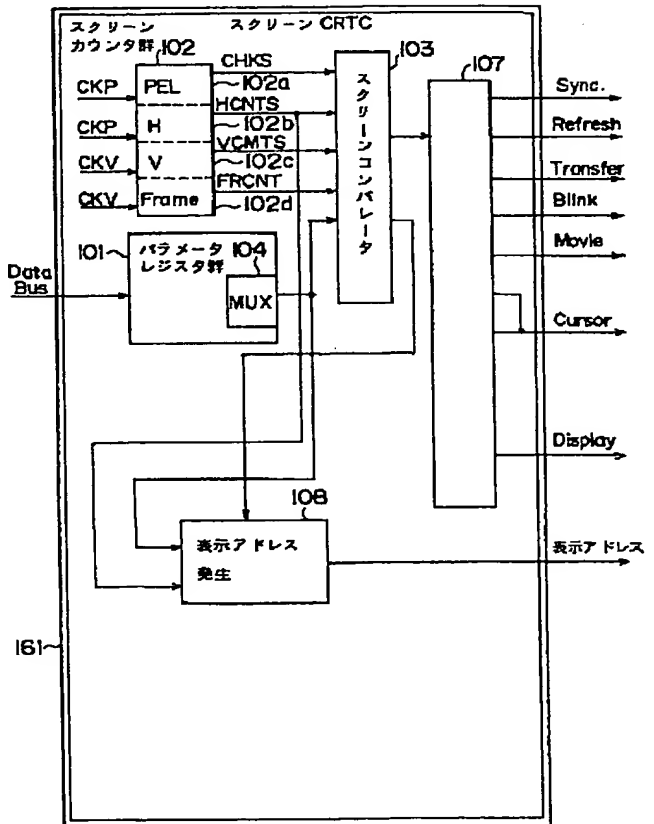 スクリーン
カウンタ群
スクリーン CRTC
102
CHKS
103
107
CKP
PEL
102a
HCNTS
CKP
H
102b
VCMTS
CKV
V
102c
FRCNT
CKV
Frame
102d
スクリーンコンパレータ
Sync.
Refresh
Transfer
Blink
Movie
Cursor
Display
101
パラメータ
レジスタ群
104
MUX
Data
Bus
108
表示アドレス
発生
表示アドレス
161